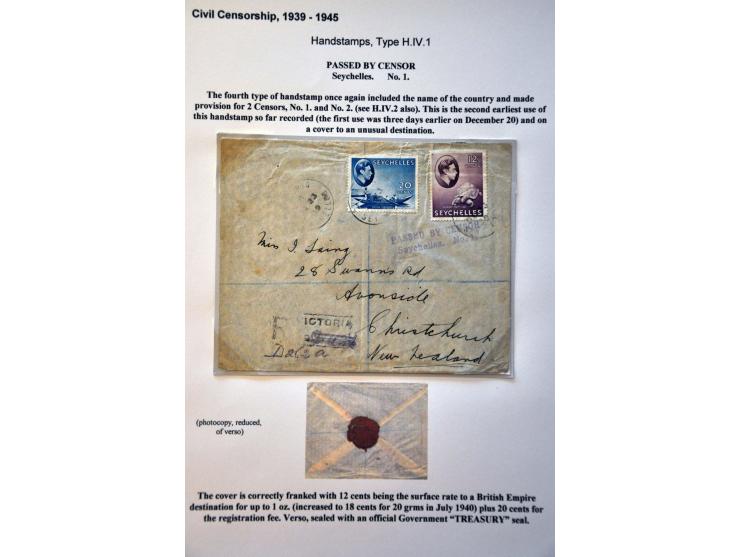 Civil Censorship, 1939 - 1945
Handstamps, Type H.IV.1
PASSED BY CENSOR
Seychelles. No. 1.
The fourth type of handstamp once again included the name of the country and made
provision for 2 Censors, No. 1. and No. 2. (see H.IV.2 also). This is the second earliest use of
this handstamp so far recorded (the first use was three days earlier on December 20) and on
a cover to an unusual destination.
SEYCHELLES
20
12
SEYCHELLES
PASSED BY CENSOR
Seychelles. No.
Miss I. Laing
28 Swanns Rd
Avonside
Christchurch
New Zealand
R
VICTORIA
(photocopy, reduced,
of verso)
The cover is correctly franked with 12 cents being the surface rate to a British Empire
destination for up to 1 oz. (increased to 18 cents for 20 grms in July 1940) plus 20 cents for
the registration fee. Verso, sealed with an official Government “TREASURY” seal.